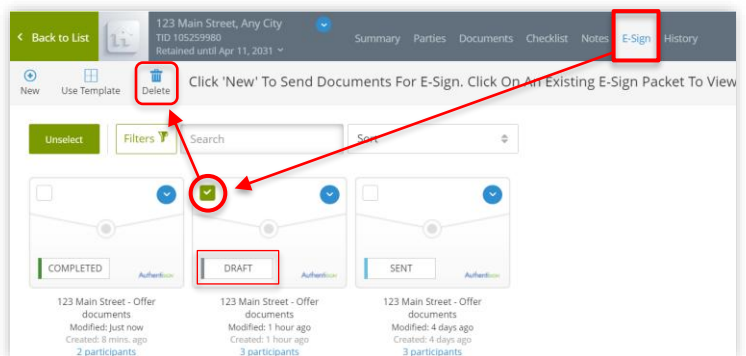 Back to List
123 Main Street, Any City
TID 105259980
Retained until Apr 11, 2031
Summary Parties Documents Checklist Notes E-Sign History
New Use Template Delete
Click 'New' To Send Documents For E-Sign. Click On An Existing E-Sign Packet To View
Unselect Filters Search Sort
COMPLETED DRAFT SENT
Authentisign Authentisign Authentisign
123 Main Street - Offer 123 Main Street - Offer 123 Main Street - Offer
documents documents documents
Modified: Just now Modified: 1 hour ago Modified: 4 days ago
Created: 8 mins. ago Created: 1 hour ago Created: 4 days ago
2 participants 3 participants 3 participants